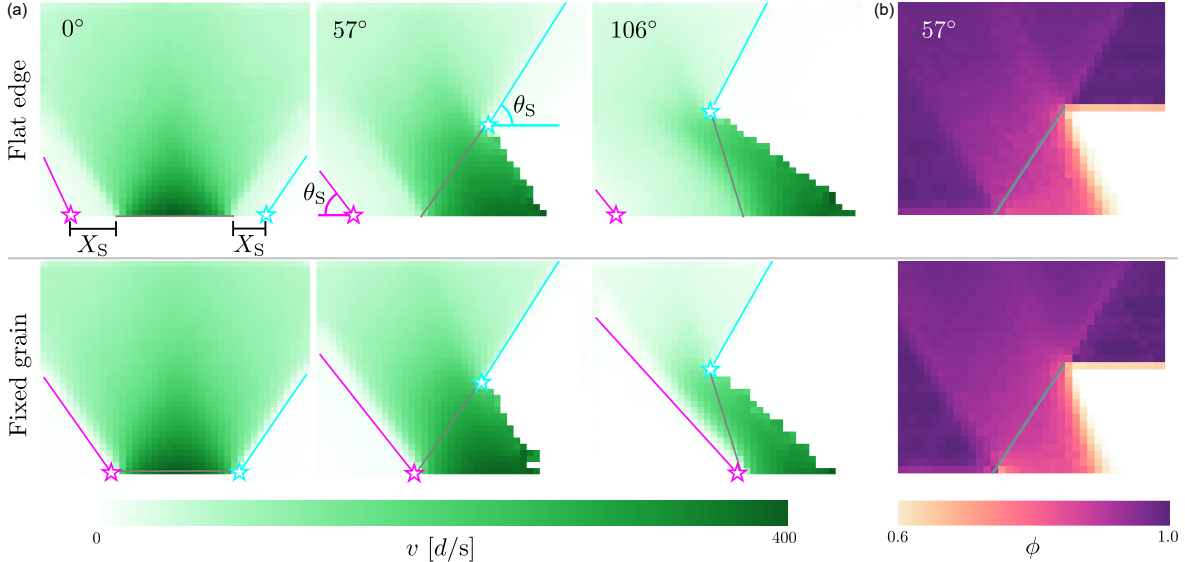 (a)
0°
57°
106°
(b)
57°
Flat edge
θS
θS
XS
XS
Fixed grain
0
v [d/s]
400
0.6
ϕ
1.0